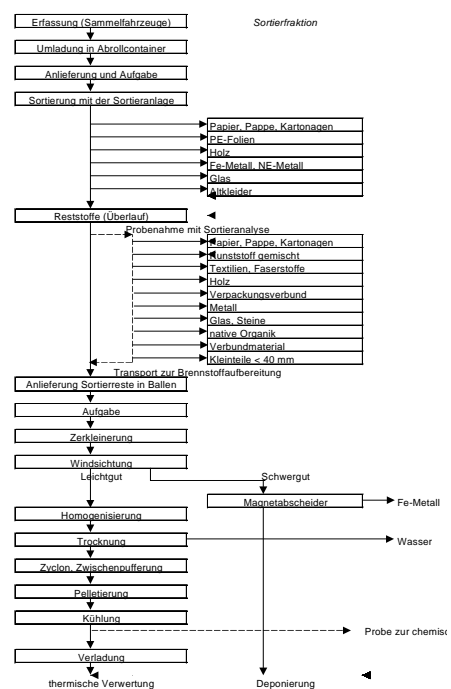 Erfassung (Sammelfahrzeuge)
Sortierfraktion
Umladung in Abrollcontainer
Anlieferung und Aufgabe
Sortierung mit der Sortieranlage
Papier, Pappe, Kartonagen
PE-Folien
Holz
Fe-Metall, NE-Metall
Glas
Altkleider
Reststoffe (Überlauf)
Probenahme mit Sortieranalyse
Papier, Pappe, Kartonagen
Kunststoff gemischt
Textilien, Faserstoffe
Holz
Verpackungsverbund
Metall
Glas, Steine
native Organik
Verbundmaterial
Kleinteile < 40 mm
Transport zur Brennstoffaufbereitung
Anlieferung Sortierreste in Ballen
Aufgabe
Zerkleinerung
Windsichtung
Leichtgut
Schwergut
Magnetabscheider
Fe-Metall
Homogenisierung
Trocknung
Wasser
Zyclon, Zwischenpufferung
Pelletierung
Kühlung
Probe zur
Verladung
thermische Verwertung
Deponierung